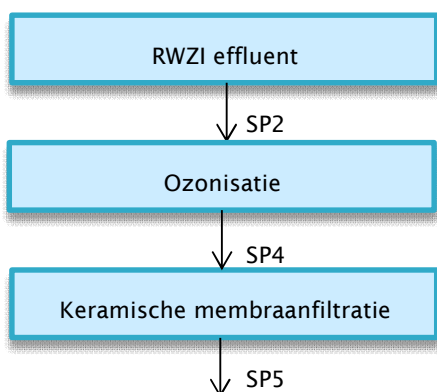 RWZI effluent
SP2
Ozonisatie
SP4
Keramische membraanfiltratie
SP5